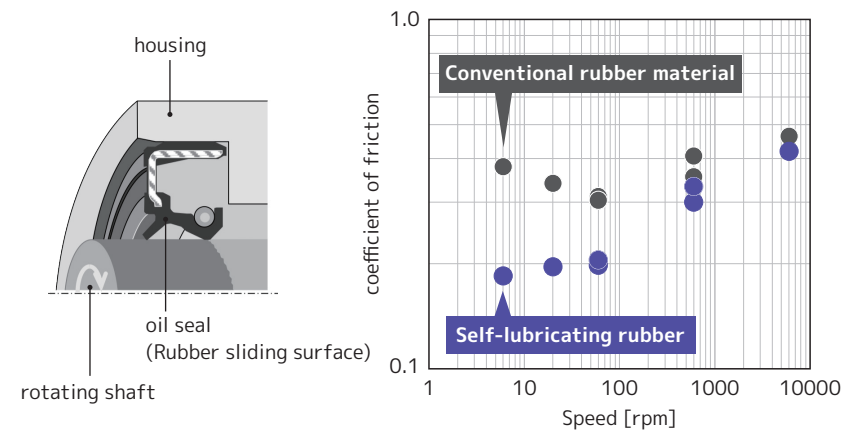 housing
oil seal
(Rubber sliding surface)
rotating shaft
coefficient of friction
1.0
Conventional rubber material
Self-lubricating rubber
0.1
1
10
100
1000
10000
Speed [rpm]